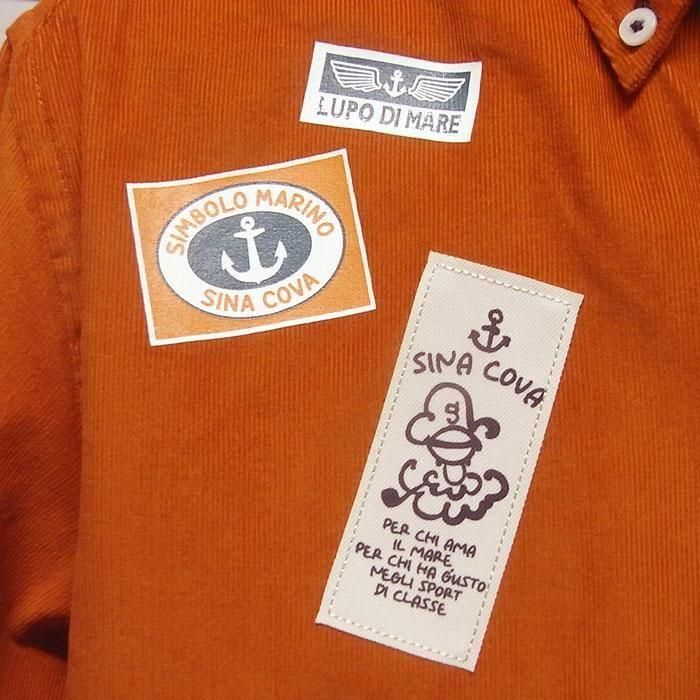 LUPO DI MARE
SIMBOLO MARINO
SINA COVA
SINA COVA
S
PER CHI AMA
IL MARE
PER CHI HA GUSTO
NEGLI SPORT
DI CLASSE